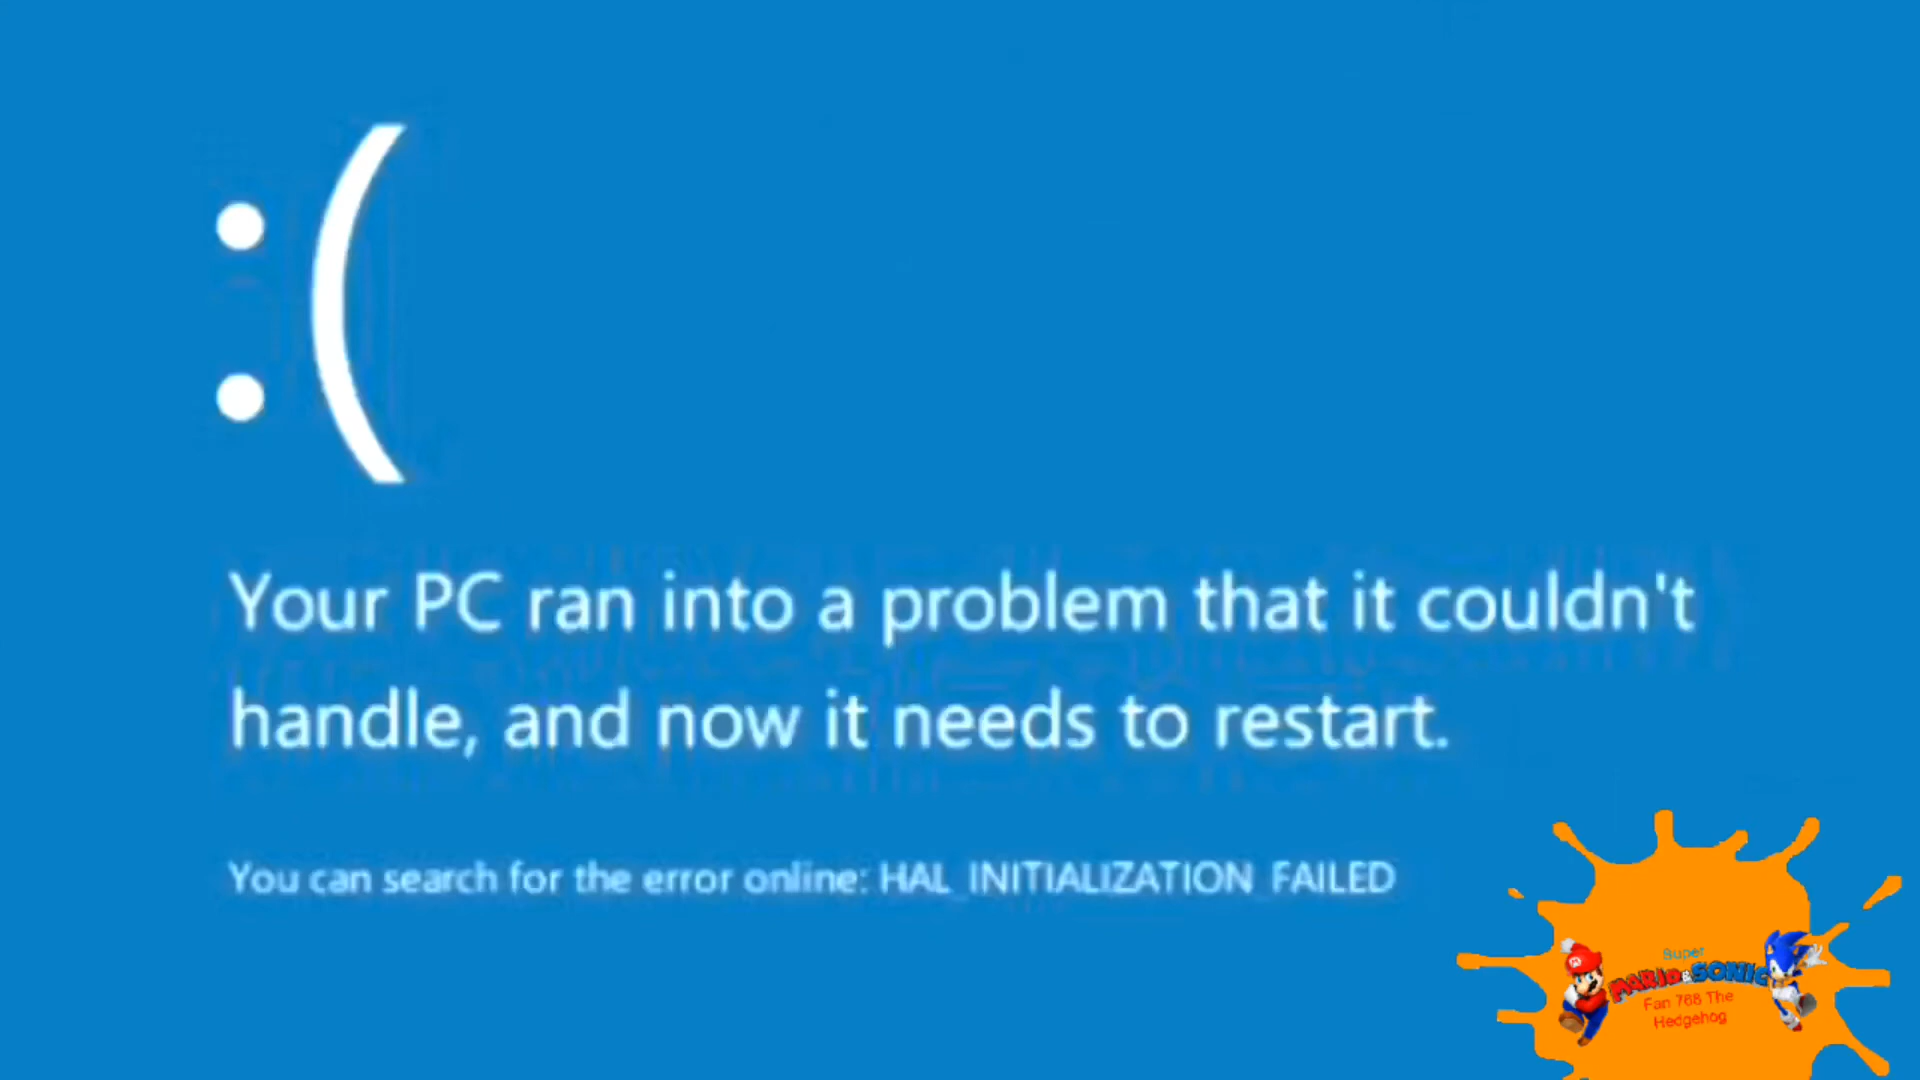 :(
Your PC ran into a problem that it couldn't
handle, and now it needs to restart.
You can search for the error online: HAL_INITIALIZATION_FAILED
Super
MARIO & SONIC
Fan 768 The
Hedgehog